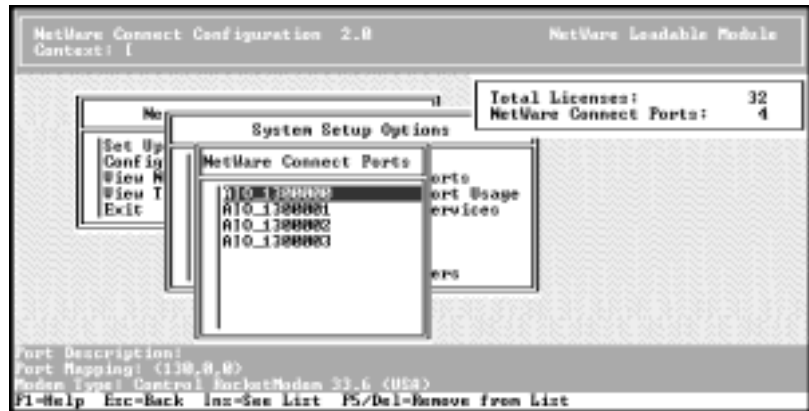 NetWare Connect Configuration 2.0 NetWare Loadable Module
Context: [
Total Licenses: 32
NetWare Connect Ports: 4
Ne
System Setup Options
Set Up
Config
View N
View T
Exit
NetWare Connect Ports
AIO_1300000
AIO_1300001
AIO_1300002
AIO_1300003
orts
ort Usage
ervices
ers
Port Description:
Port Mapping: (130,0,0)
Modem Type: Control RocketModem 33.6 (USA)
F1=Help Esc=Back Ins=See List F5/Del=Remove from List